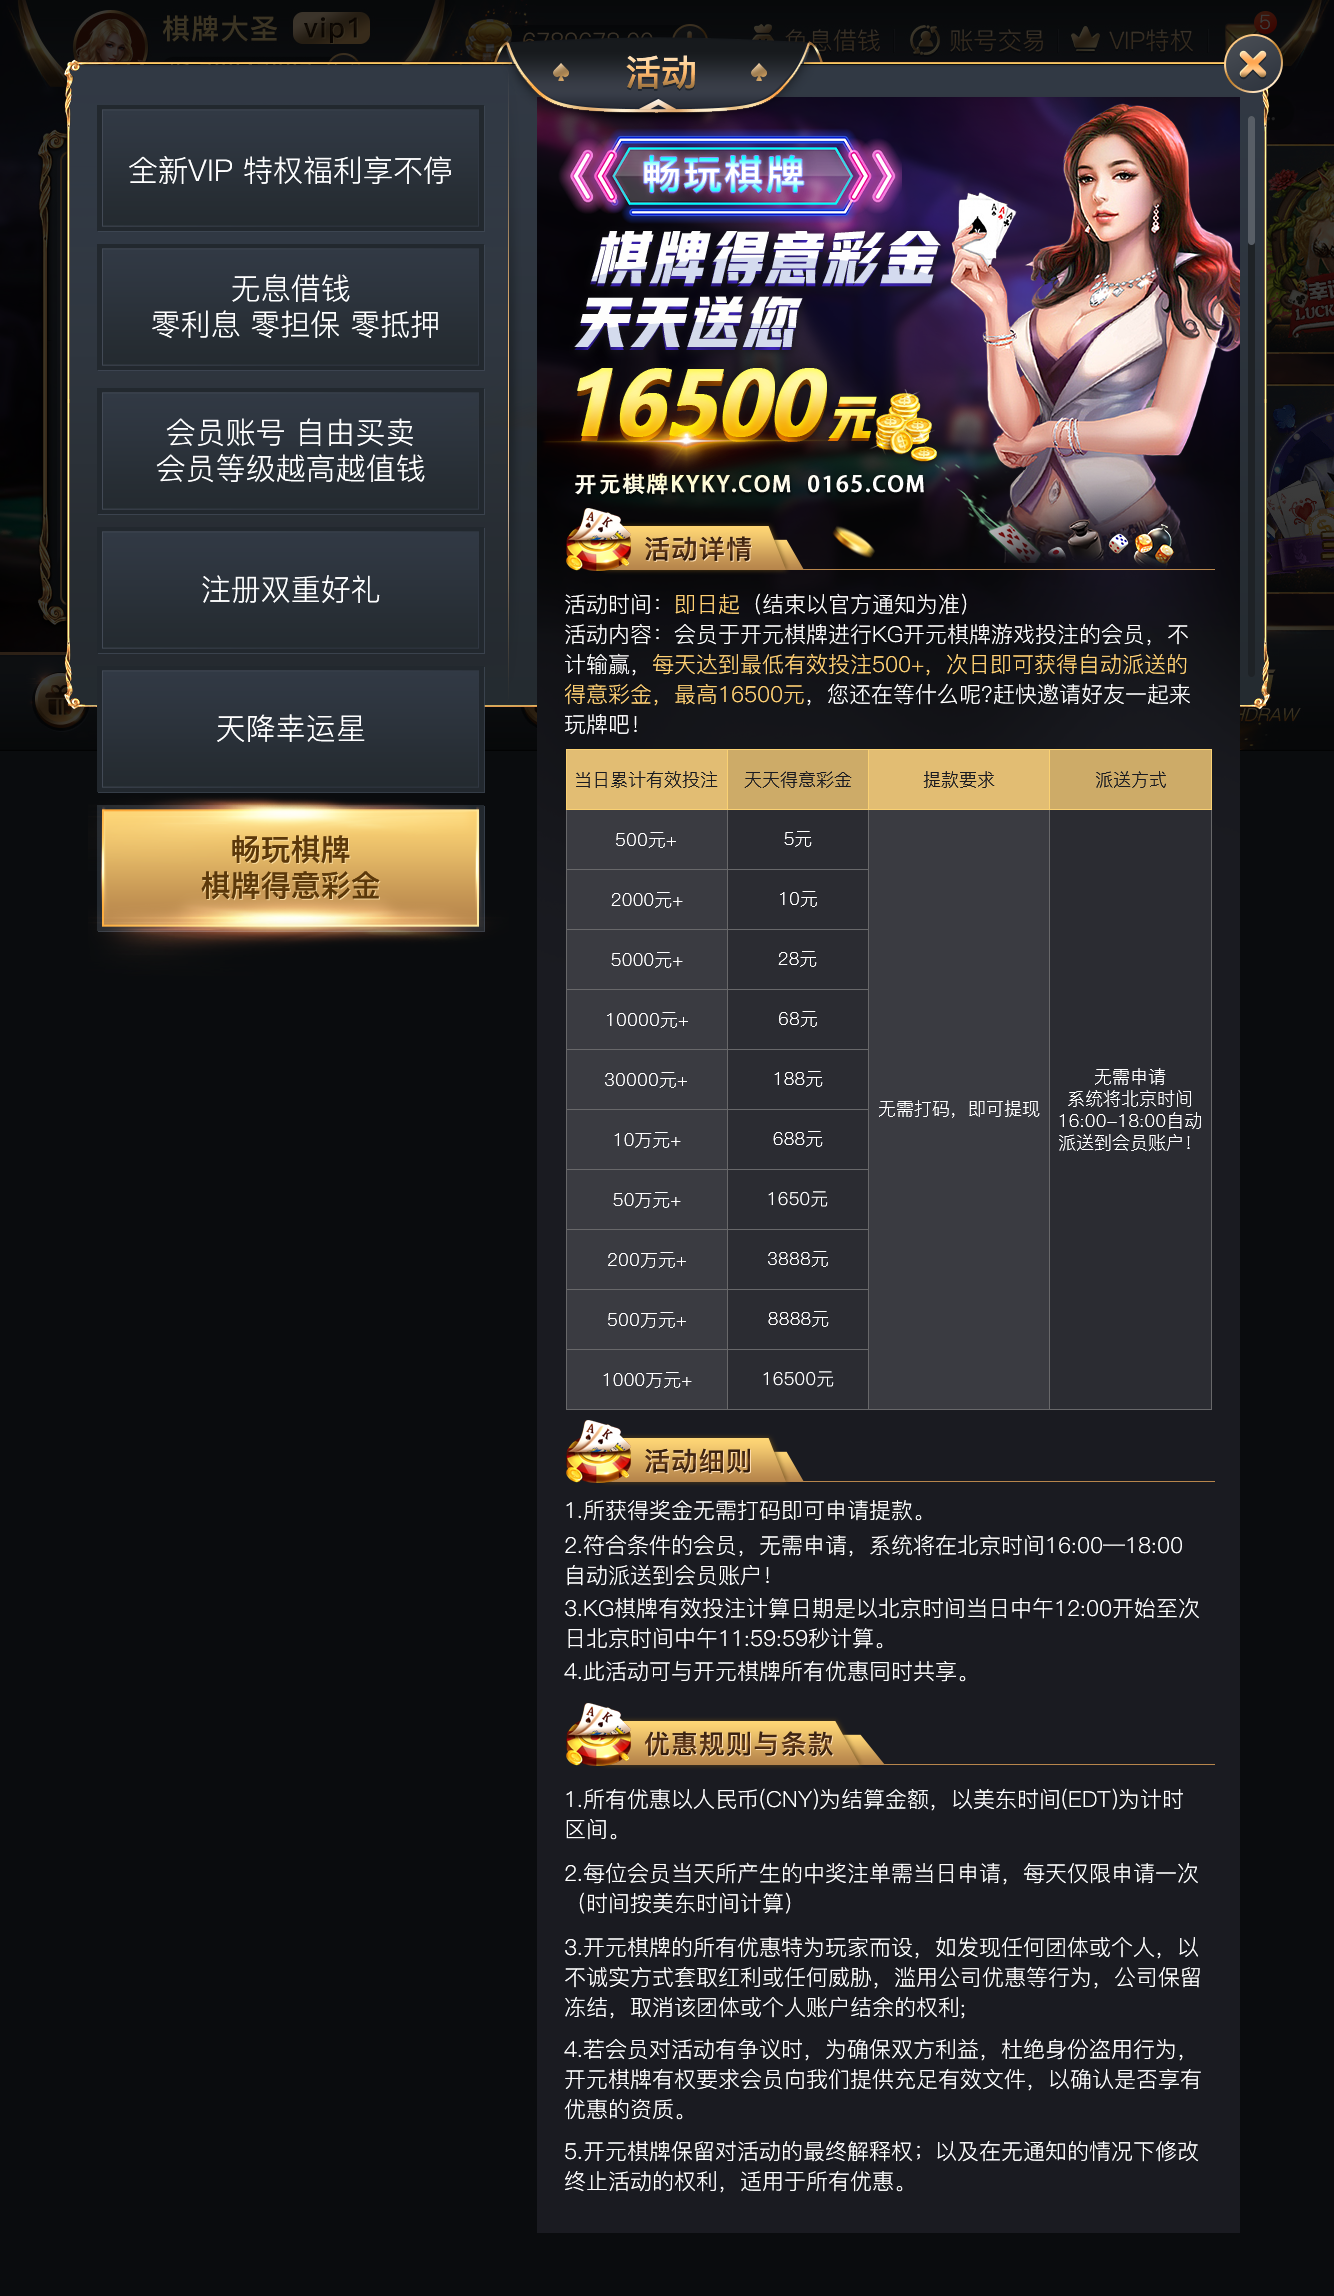 棋牌大圣 vip1
6789678.00
免息借钱
账号交易
VIP特权
5
活动
全新VIP 特权福利享不停
无息借钱
零利息 零担保 零抵押
会员账号 自由买卖
会员等级越高越值钱
注册双重好礼
天降幸运星
畅玩棋牌
棋牌得意彩金
畅玩棋牌
棋牌得意彩金
天天送您
16500元
开元棋牌KYKY.COM 0165.COM
活动详情
活动时间：即日起（结束以官方通知为准）
活动内容：会员于开元棋牌进行KG开元棋牌游戏投注的会员，不
计输赢，每天达到最低有效投注500+，次日即可获得自动派送的
得意彩金，最高16500元，您还在等什么呢?赶快邀请好友一起来
玩牌吧！
当日累计有效投注 天天得意彩金 提款要求 派送方式
500元+ 5元
2000元+ 10元
5000元+ 28元
10000元+ 68元
30000元+ 188元
10万元+ 688元
50万元+ 1650元
200万元+ 3888元
500万元+ 8888元
1000万元+ 16500元
无需打码，即可提现
无需申请
系统将北京时间
16:00-18:00自动
派送到会员账户！
活动细则
1.所获得奖金无需打码即可申请提款。
2.符合条件的会员，无需申请，系统将在北京时间16:00—18:00
自动派送到会员账户！
3.KG棋牌有效投注计算日期是以北京时间当日中午12:00开始至次
日北京时间中午11:59:59秒计算。
4.此活动可与开元棋牌所有优惠同时共享。
优惠规则与条款
1.所有优惠以人民币(CNY)为结算金额，以美东时间(EDT)为计时
区间。
2.每位会员当天所产生的中奖注单需当日申请，每天仅限申请一次
（时间按美东时间计算）
3.开元棋牌的所有优惠特为玩家而设，如发现任何团体或个人，以
不诚实方式套取红利或任何威胁，滥用公司优惠等行为，公司保留
冻结，取消该团体或个人账户结余的权利;
4.若会员对活动有争议时，为确保双方利益，杜绝身份盗用行为，
开元棋牌有权要求会员向我们提供充足有效文件，以确认是否享有
优惠的资质。
5.开元棋牌保留对活动的最终解释权；以及在无通知的情况下修改
终止活动的权利，适用于所有优惠。